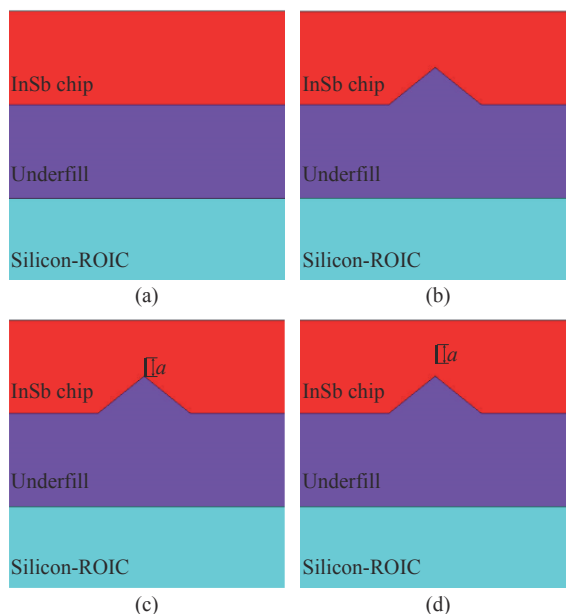 InSb chip
Underfill
Silicon-ROIC
(a)
InSb chip
Underfill
Silicon-ROIC
(b)
a
InSb chip
Underfill
Silicon-ROIC
(c)
a
InSb chip
Underfill
Silicon-ROIC
(d)